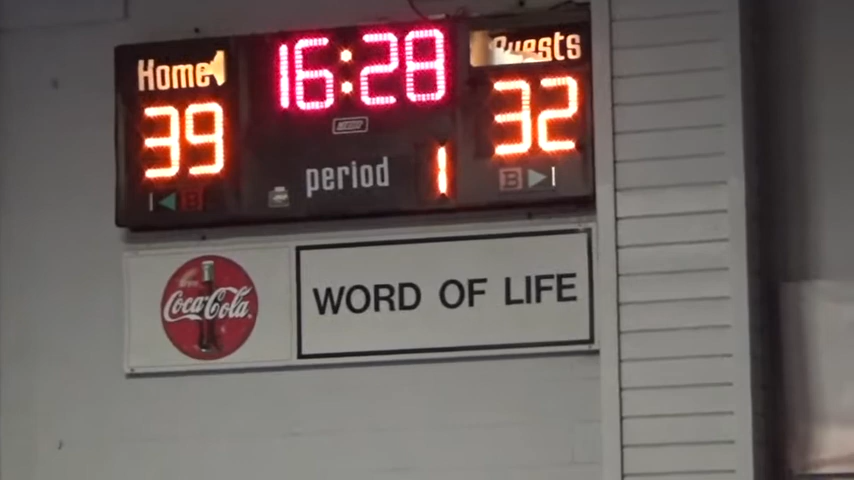 Home 16:28 Guests
39 32
period 1
B B
Coca-Cola WORD OF LIFE